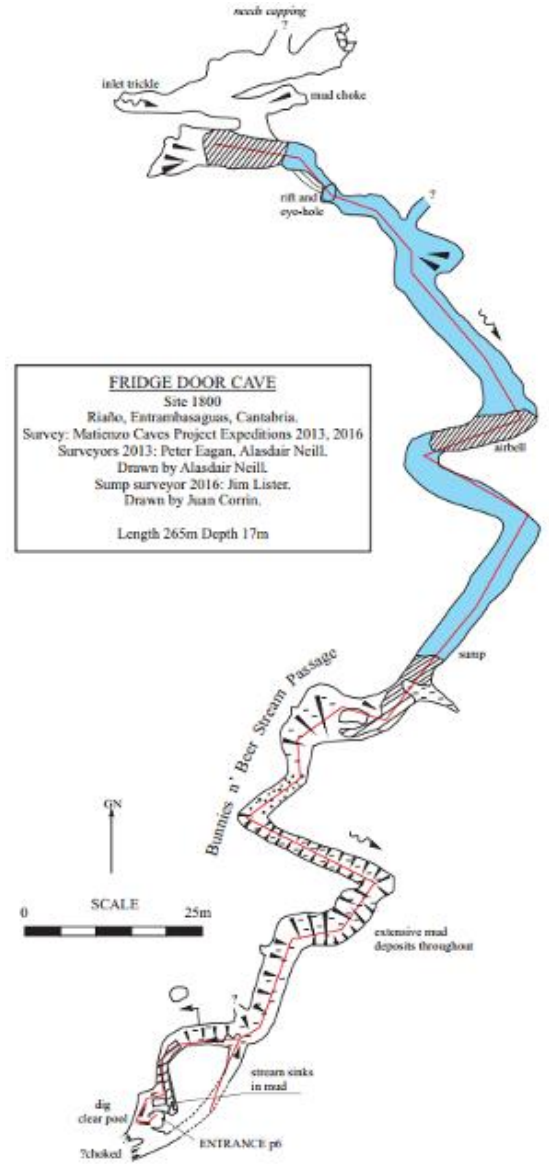 needs capping
?
inlet trickle
mud choke
rift and
eye-hole
?
FRIDGE DOOR CAVE
Site 1800
Riaño, Entrambasaguas, Cantabria.
Survey: Matienzo Caves Project Expeditions 2013, 2016
Surveyors 2013: Peter Eagan, Alasdair Neill.
Drawn by Alasdair Neill.
Sump surveyor 2016: Jim Lister.
Drawn by Juan Corrin.
Length 265m Depth 17m
airbell
sump
Bunnies n' Beer Stream Passage
GN
SCALE
0 25m
extensive mud
deposits throughout
?
stream sinks
in mud
dig
clear pool
ENTRANCE p6
?choked